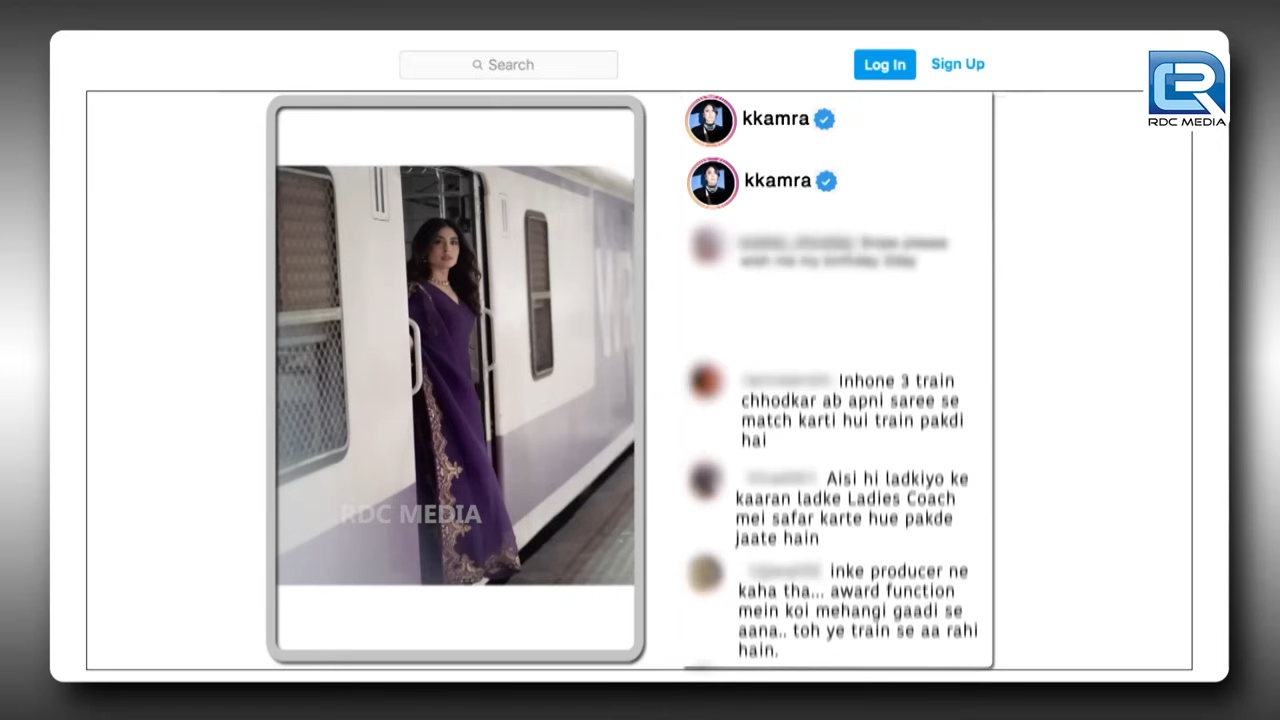 Search
Log In
Sign Up
RDC MEDIA
kkamra
kkamra
Inhone 3 train
chhodkar ab apni saree se
match karti hui train pakdi
hai
Aisi hi ladkiyo ke
kaaran ladke Ladies Coach
mei safar karte hue pakde
jaate hain
inke producer ne
kaha tha... award function
mein koi mehangi gaadi se
aana.. toh ye train se aa rahi
hain.
RDC MEDIA